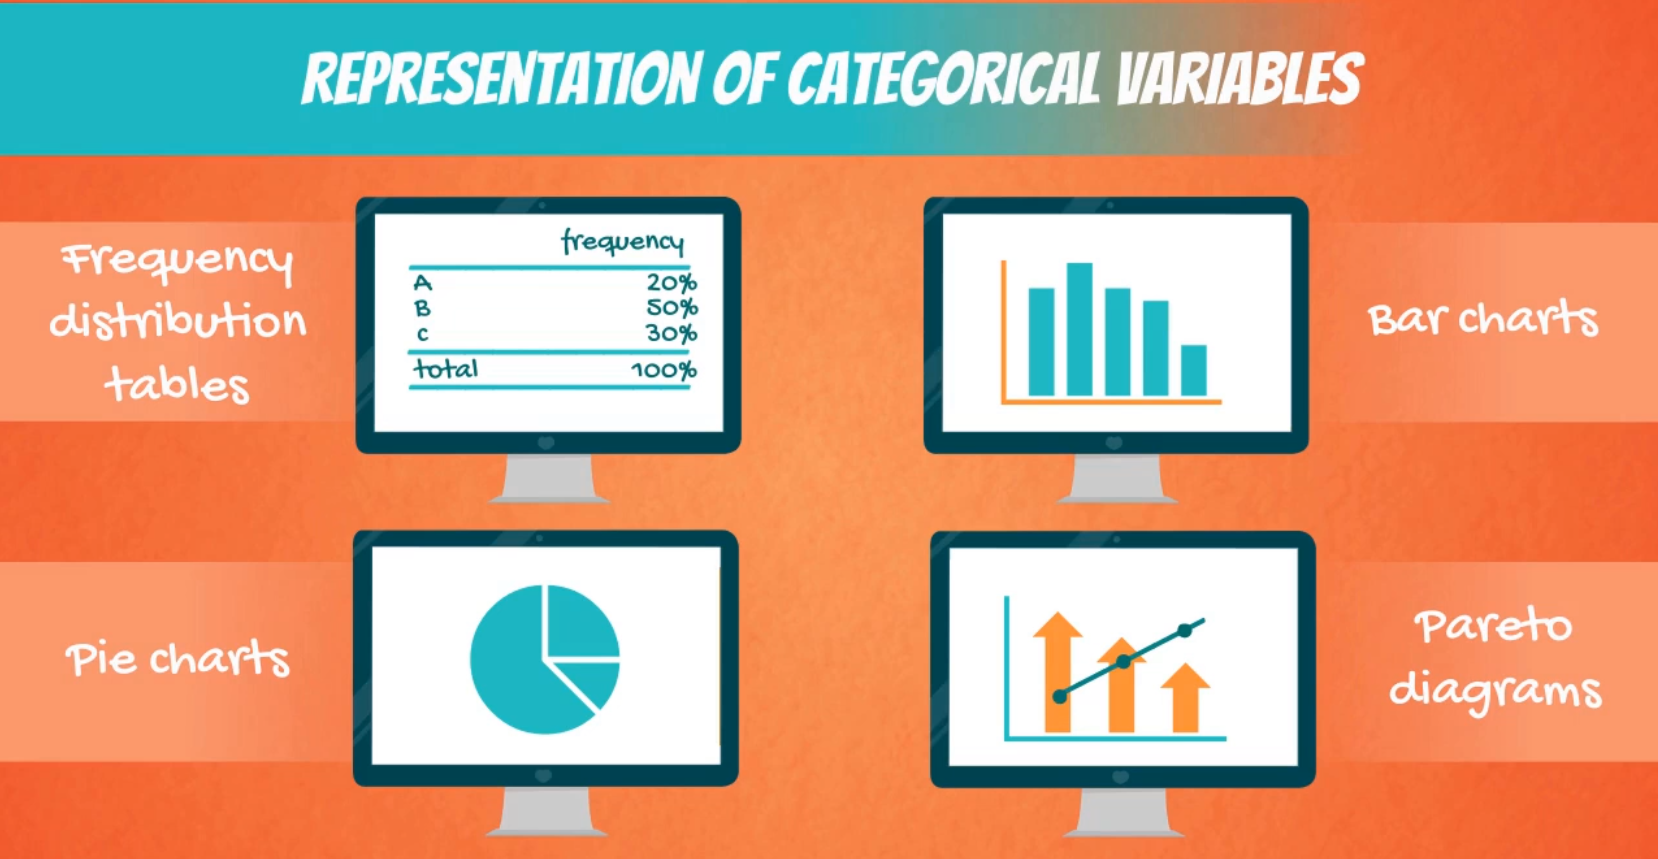 REPRESENTATION OF CATEGORICAL VARIABLES
Frequency
distribution
tables
frequency
A 20%
B 50%
C 30%
total 100%
Bar charts
Pie charts
Pareto
diagrams